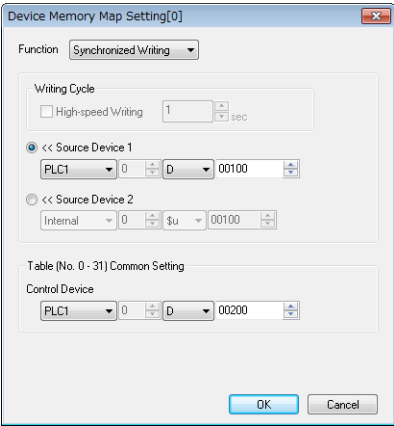 Device Memory Map Setting[0]
Function Synchronized Writing
Writing Cycle
High-speed Writing 1 sec
<< Source Device 1
PLC1 0 D 00100
<< Source Device 2
Internal 0 $u 00100
Table (No. 0 - 31) Common Setting
Control Device
PLC1 0 D 00200
OK Cancel